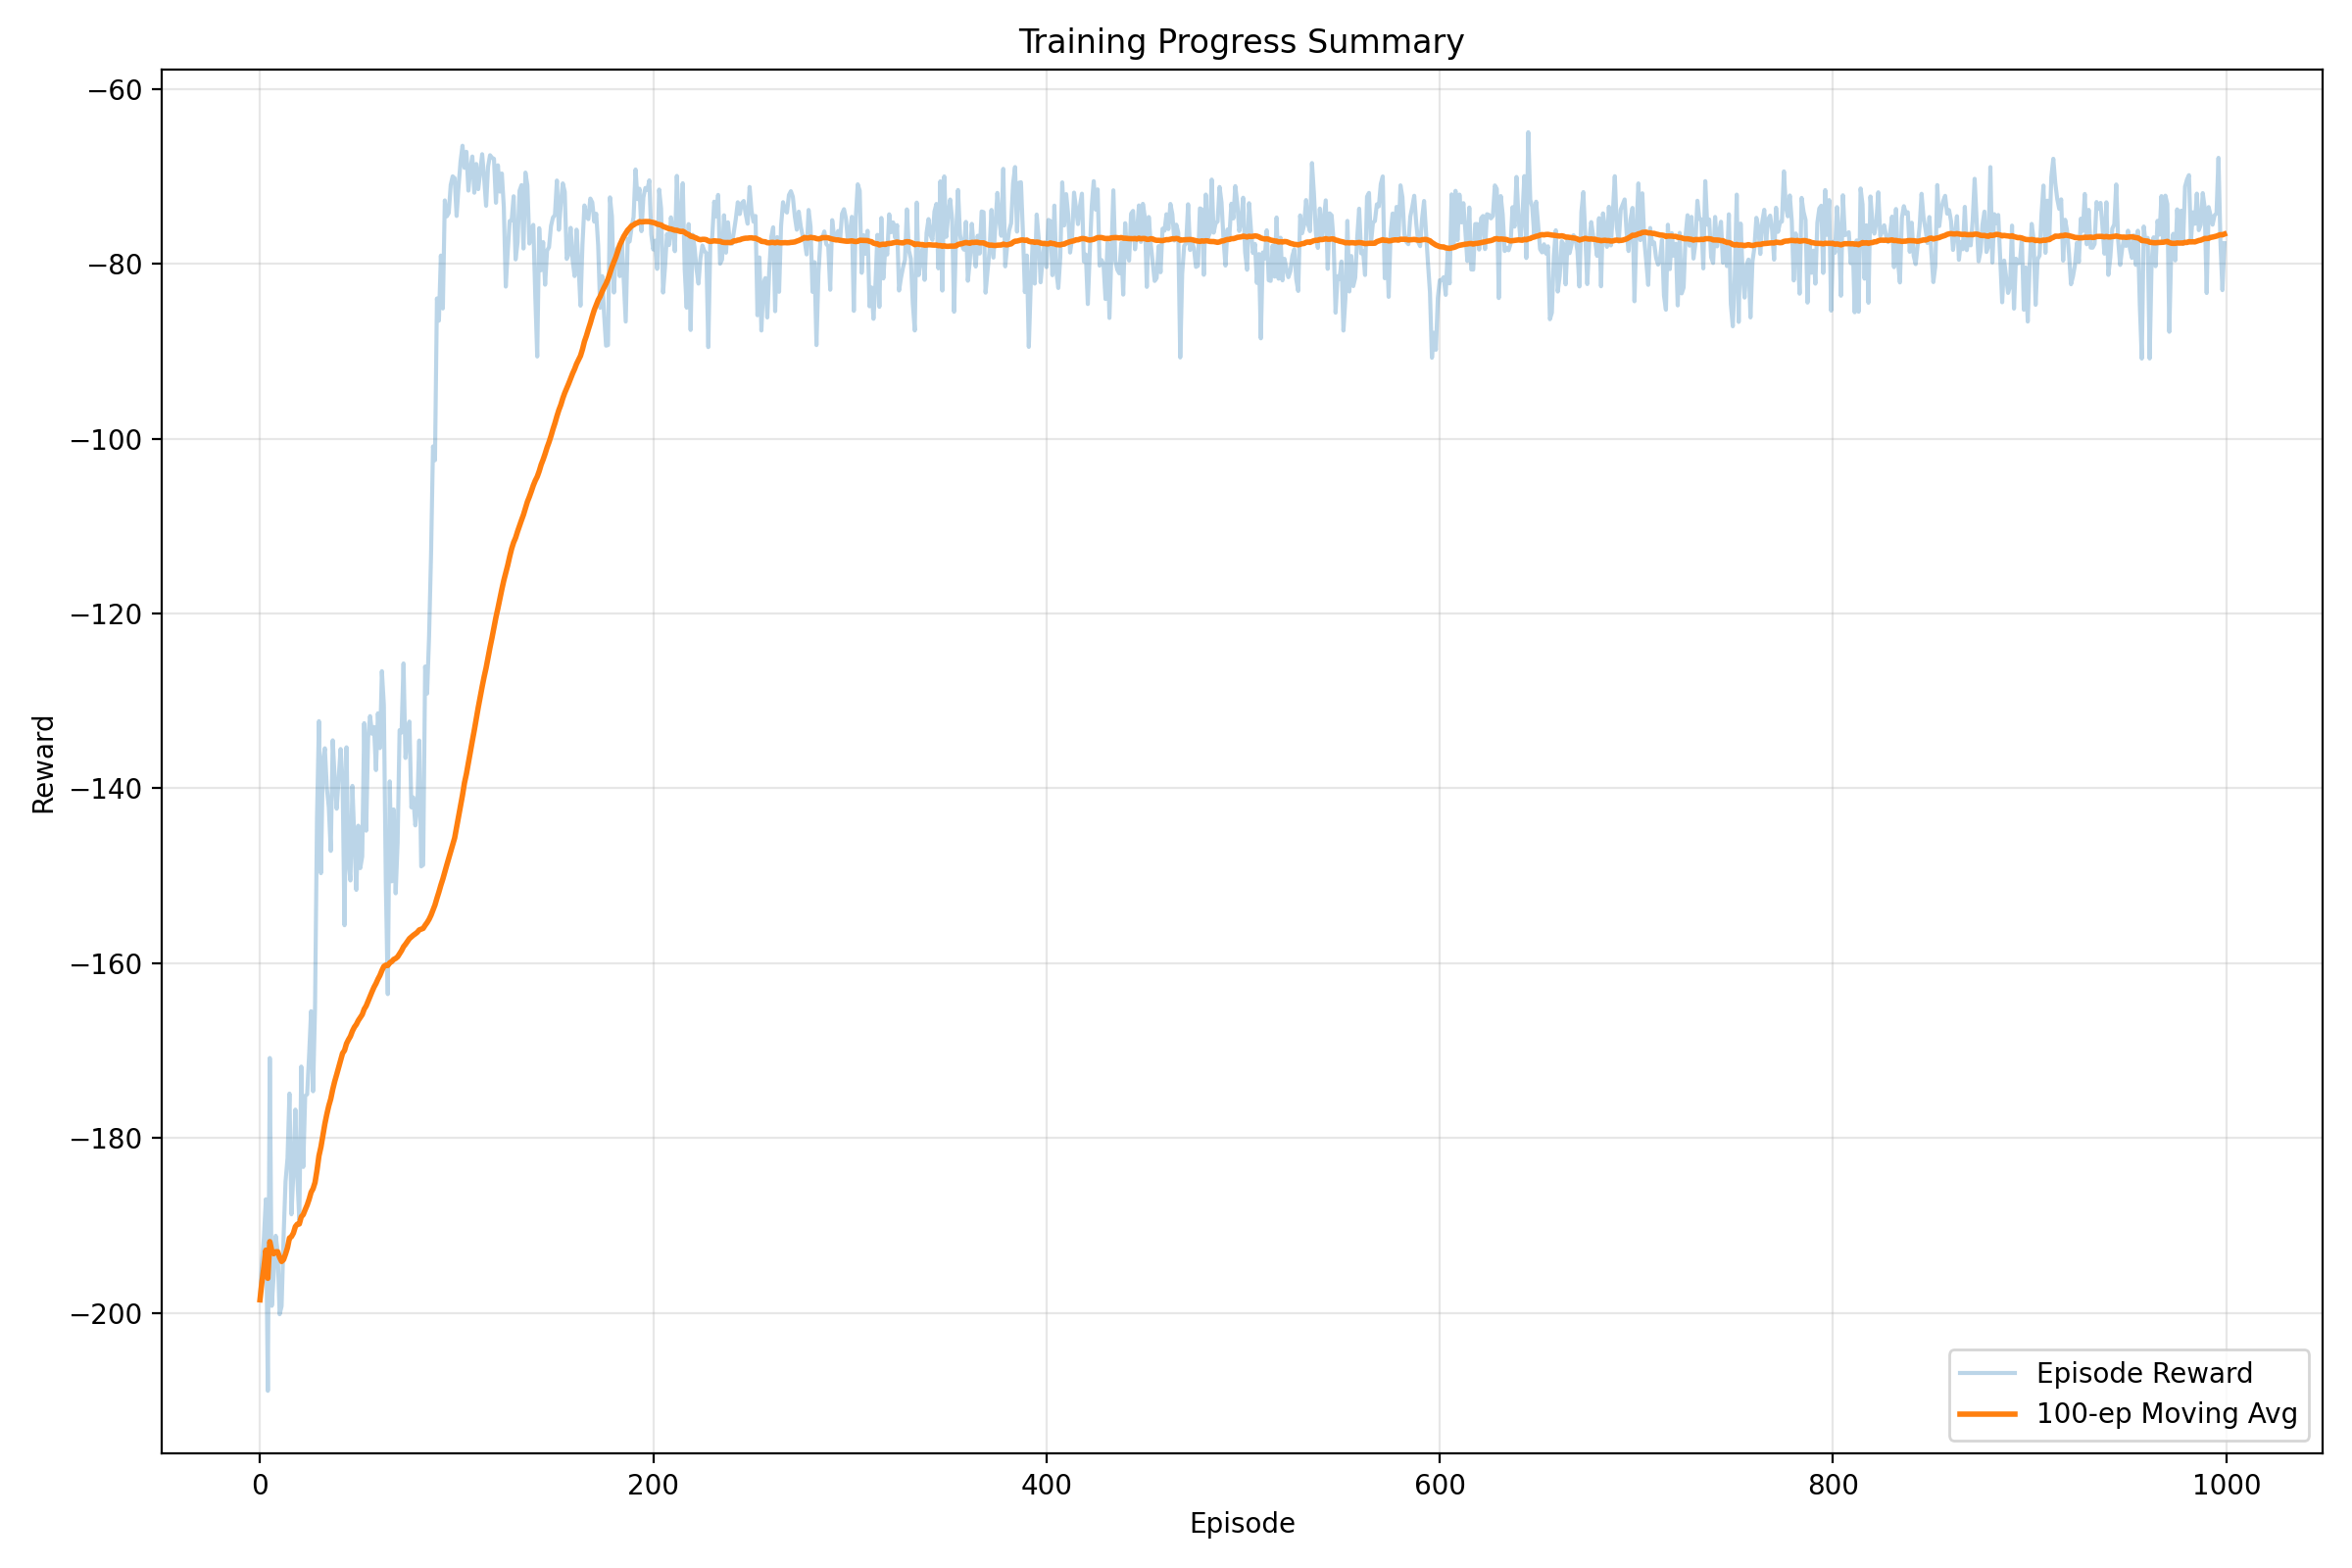 Training Progress Summary
−60
−80
−100
−120
−140
−160
−180
−200
Reward
0
200
400
600
800
1000
Episode
Episode Reward
100-ep Moving Avg